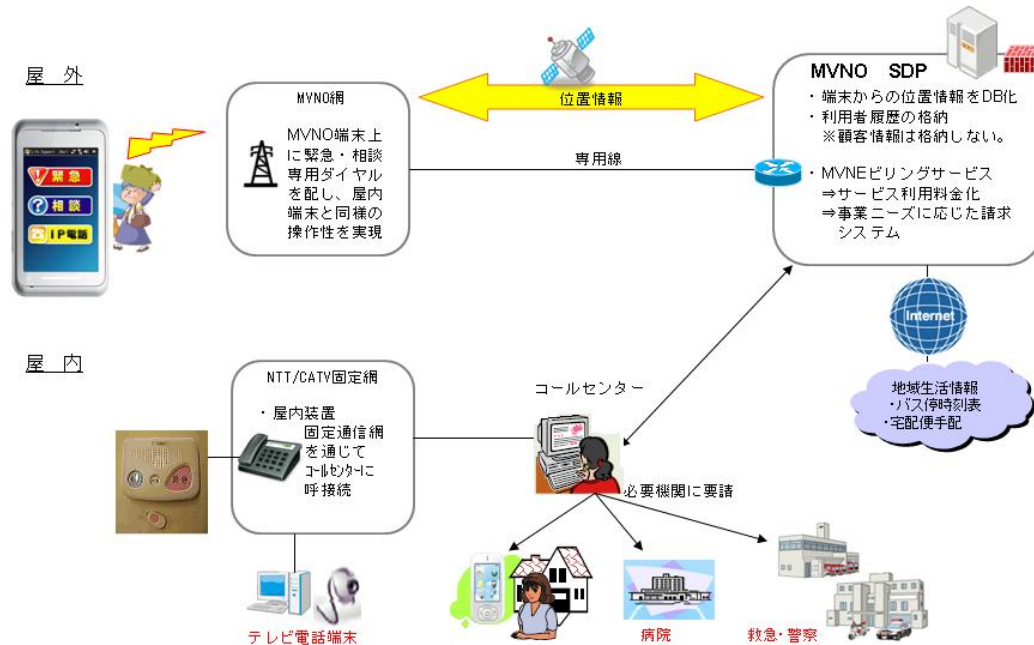 屋 外
緊急
相談
IP電話
MVNO網
MVNO端末上
に緊急・相談
専用ダイヤル
を配し、屋内
端末と同様の
操作性を実現
位置情報
専用線
MVNO SDP
・端末からの位置情報をDB化
・利用者履歴の格納
※顧客情報は格納しない。
・MVNEビリングサービス
⇒サービス利用料金化
⇒事業ニーズに応じた請求
システム
Internet
地域生活情報
・バス停時刻表
・宅配便手配
屋 内
NTT/CATV固定網
・屋内装置
固定通信網
を通じて
コールセンターに
呼接続
テレビ電話端末
コールセンター
必要機関に要請
病院
救急・警察